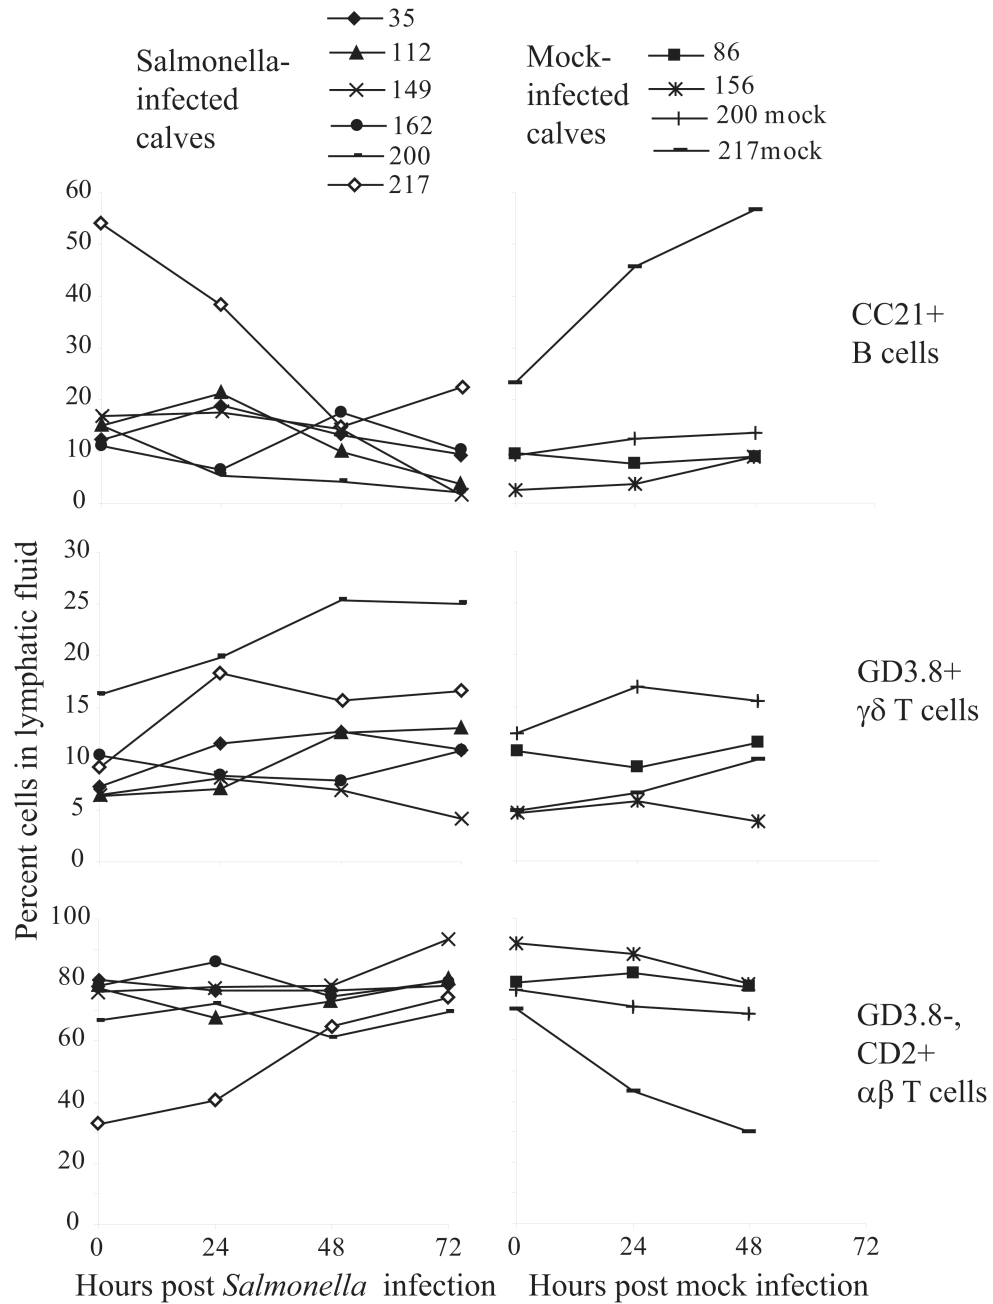 Salmonella-
infected
calves
35
112
149
162
200
217
Mock-
infected
calves
86
156
200 mock
217mock
60
50
40
30
20
10
0
CC21+
B cells
Percent cells in lymphatic fluid
30
25
20
15
10
5
0
GD3.8+
γδ T cells
100
80
60
40
20
0
GD3.8-,
CD2+
αβ T cells
0 24 48 72
0 24 48 72
Hours post Salmonella infection
Hours post mock infection